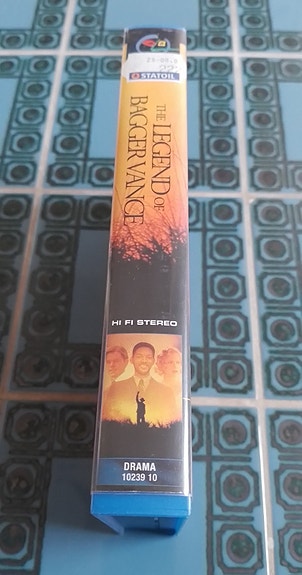 STATOIL
THE LEGEND OF
BAGGER VANCE
HI FI STEREO
DRAMA
10239 10